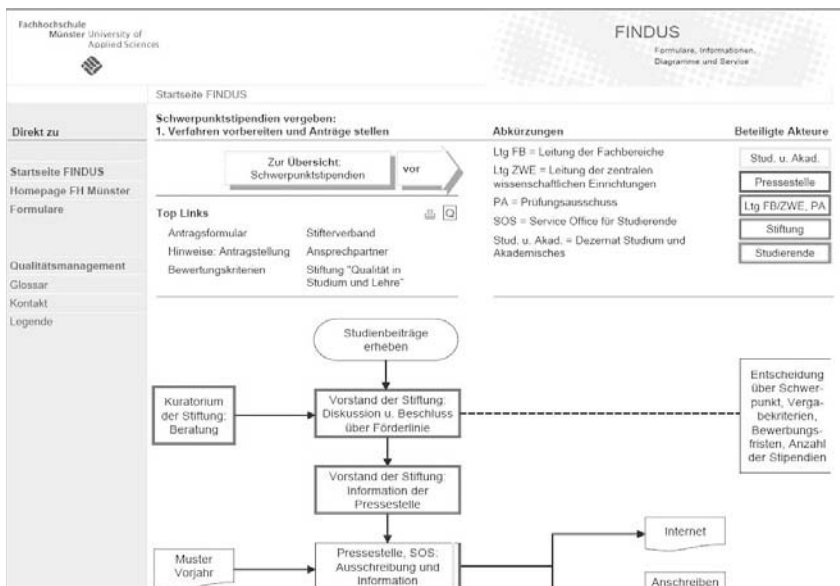 Fachhochschule
Münster University of
Applied Sciences
FINDUS
Formulare, Informationen,
Diagramme und Service
Startseite FINDUS
Direkt zu
Startseite FINDUS
Homepage FH Münster
Formulare
Qualitätsmanagement
Glossar
Kontakt
Legende
Schwerpunktstipendien vergeben:
1. Verfahren vorbereiten und Anträge stellen
Zur Übersicht:
Schwerpunktstipendien
vor
Top Links
Antragsformular
Hinweise: Antragstellung
Bewertungskriterien
Stifterverband
Ansprechpartner
Stiftung "Qualität in
Studium und Lehre"
Abkürzungen
Ltg FB = Leitung der Fachbereiche
Ltg ZWE = Leitung der zentralen
wissenschaftlichen Einrichtungen
PA = Prüfungsausschuss
SOS = Service Office für Studierende
Stud. u. Akad. = Dezernat Studium und
Akademisches
Beteiligte Akteure
Stud. u. Akad.
Pressestelle
Ltg FB/ZWE, PA
Stiftung
Studierende
Studienbeiträge
erheben
Kuratorium
der Stiftung:
Beratung
Vorstand der Stiftung:
Diskussion u. Beschluss
über Förderlinie
Entscheidung
über Schwer-
punkt, Verga-
bekriterien,
Bewerbungs-
fristen, Anzahl
der Stipendien
Vorstand der Stiftung:
Information der
Pressestelle
Muster
Vorjahr
Pressestelle, SOS:
Ausschreibung und
Information
Internet
Anschreiben